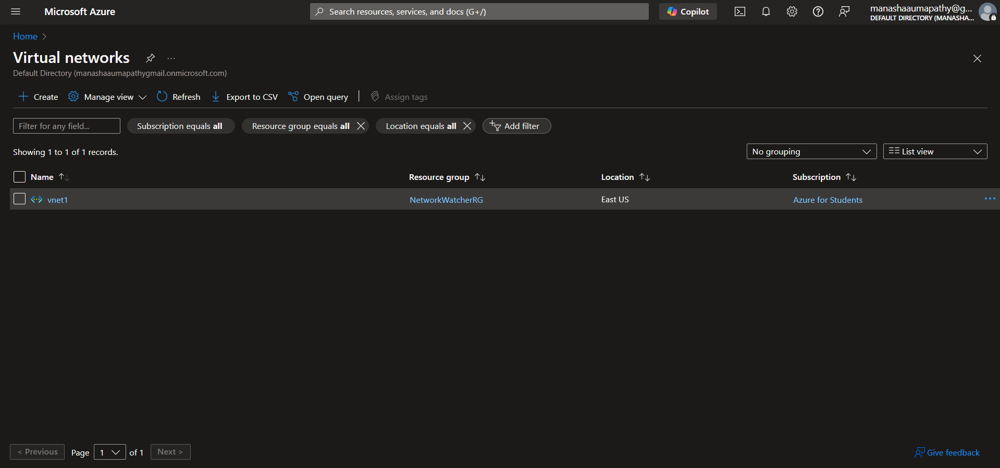 Microsoft Azure
Search resources, services, and docs (G+/)
Copilot
manashaaumapathy@g...
DEFAULT DIRECTORY (MANASHA...
Home
Virtual networks
Default Directory (manashaaumapathygmail.onmicrosoft.com)
Create Manage view Refresh Export to CSV Open query Assign tags
Filter for any field... Subscription equals all Resource group equals all Location equals all Add filter
Showing 1 to 1 of 1 records.
No grouping List view
Name Resource group Location Subscription
vnet1 NetworkWatcherRG East US Azure for Students
< Previous Page 1 of 1 Next >
Give feedback